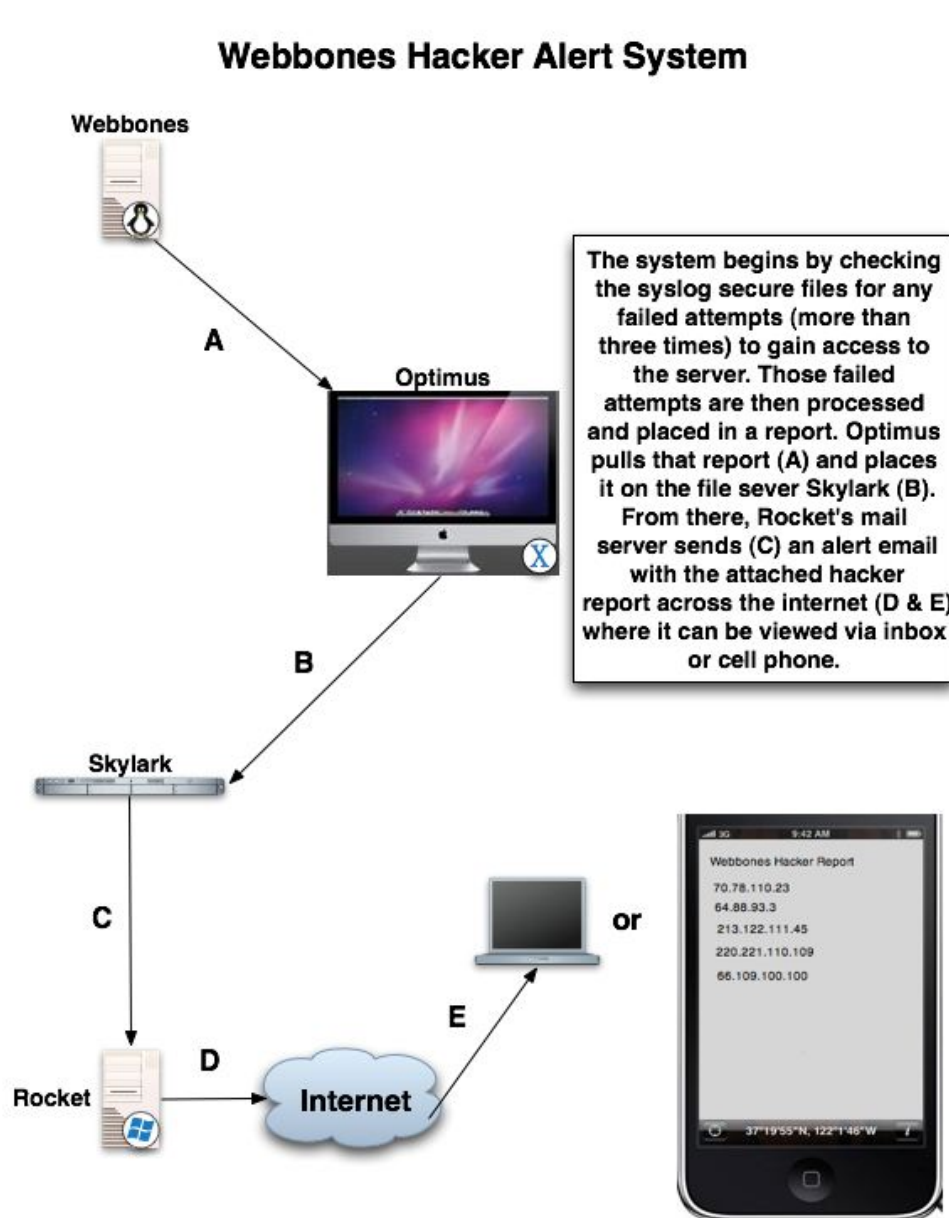 Webbones Hacker Alert System
Webbones
A
The system begins by checking
the syslog secure files for any
failed attempts (more than
three times) to gain access to
the server. Those failed
attempts are then processed
and placed in a report. Optimus
pulls that report (A) and places
it on the file sever Skylark (B).
From there, Rocket's mail
server sends (C) an alert email
with the attached hacker
report across the internet (D & E)
where it can be viewed via inbox
or cell phone.
Optimus
X
B
Skylark
C
or
3G 9:42 AM
Webbones Hacker Report
70.78.110.23
64.88.93.3
213.122.111.45
220.221.110.109
66.109.100.100
37°19'55"N, 122°1'46"W
i
E
D
Rocket
Internet